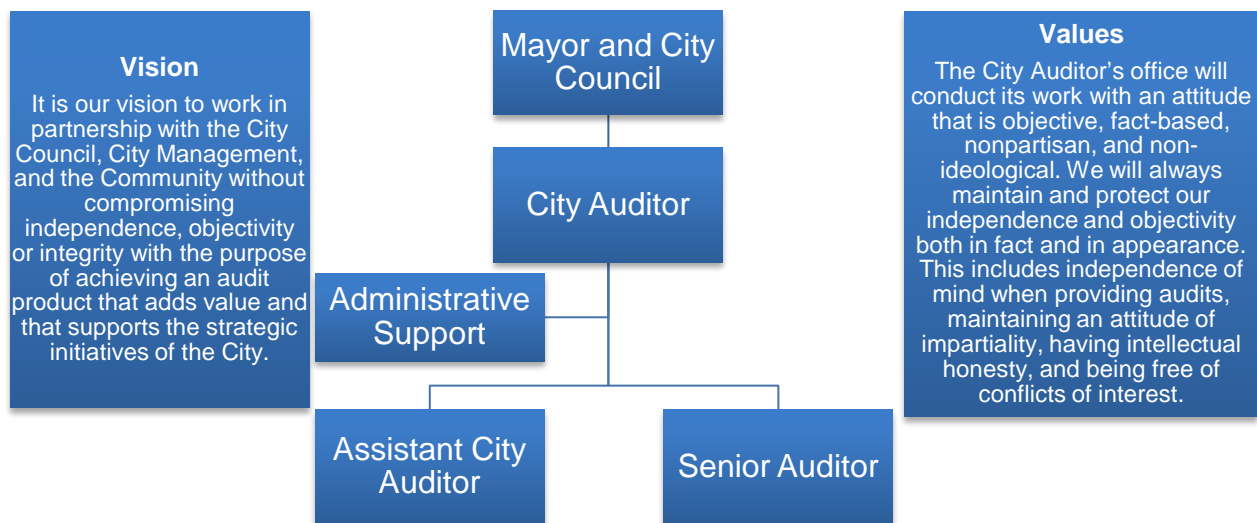 Vision
It is our vision to work in
partnership with the City
Council, City Management,
and the Community without
compromising
independence, objectivity
or integrity with the purpose
of achieving an audit
product that adds value and
that supports the strategic
initiatives of the City.
Mayor and City
Council
City Auditor
Administrative
Support
Assistant City
Auditor
Senior Auditor
Values
The City Auditor’s office will
conduct its work with an attitude
that is objective, fact-based,
nonpartisan, and non-
ideological. We will always
maintain and protect our
independence and objectivity
both in fact and in appearance.
This includes independence of
mind when providing audits,
maintaining an attitude of
impartiality, having intellectual
honesty, and being free of
conflicts of interest.